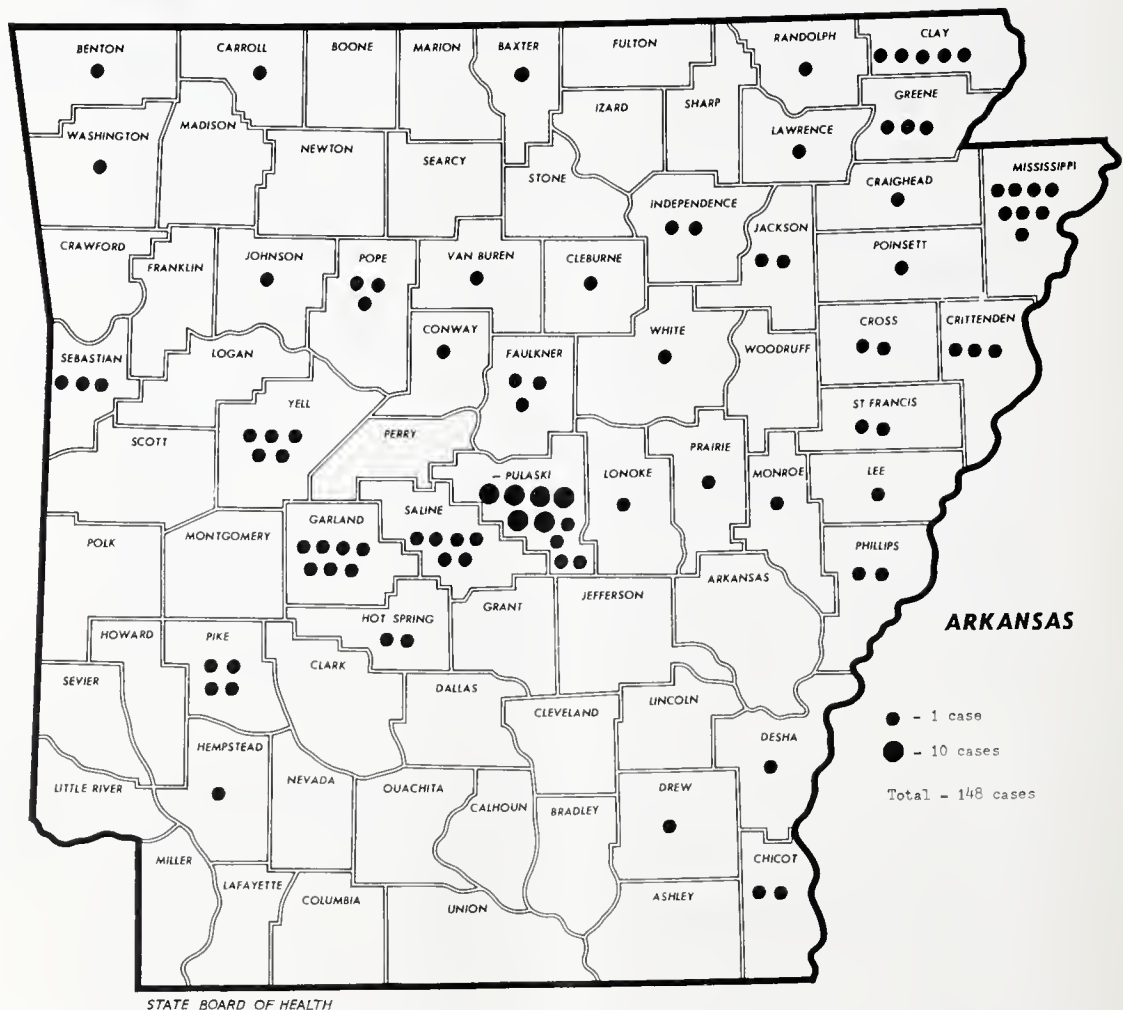 BENTON
CARROLL
BOONE
MARION
BAXTER
FULTON
RANDOLPH
CLAY
WASHINGTON
MADISON
NEWTON
SEARCY
STONE
IZARD
SHARP
LAWRENCE
GREENE
CRAWFORD
FRANKLIN
JOHNSON
POPE
VAN BUREN
CLEBURNE
INDEPENDENCE
JACKSON
CRAIGHEAD
MISSISSIPPI
POINSETT
SEBASTIAN
LOGAN
CONWAY
FAULKNER
WHITE
WOODRUFF
CROSS
CRITTENDEN
ST FRANCIS
SCOTT
YELL
PERRY
– PULASKI
LONOKE
PRAIRIE
MONROE
LEE
POLK
MONTGOMERY
GARLAND
SALINE
PHILLIPS
HOT SPRING
GRANT
JEFFERSON
ARKANSAS
ARKANSAS
HOWARD
PIKE
CLARK
DALLAS
CLEVELAND
LINCOLN
DESHA
SEVIER
HEMPSTEAD
NEVADA
OUACHITA
CALHOUN
BRADLEY
DREW
LITTLE RIVER
MILLER
LAFAYETTE
COLUMBIA
UNION
ASHLEY
CHICOT
- 1 case
- 10 cases
Total – 148 cases
STATE BOARD OF HEALTH